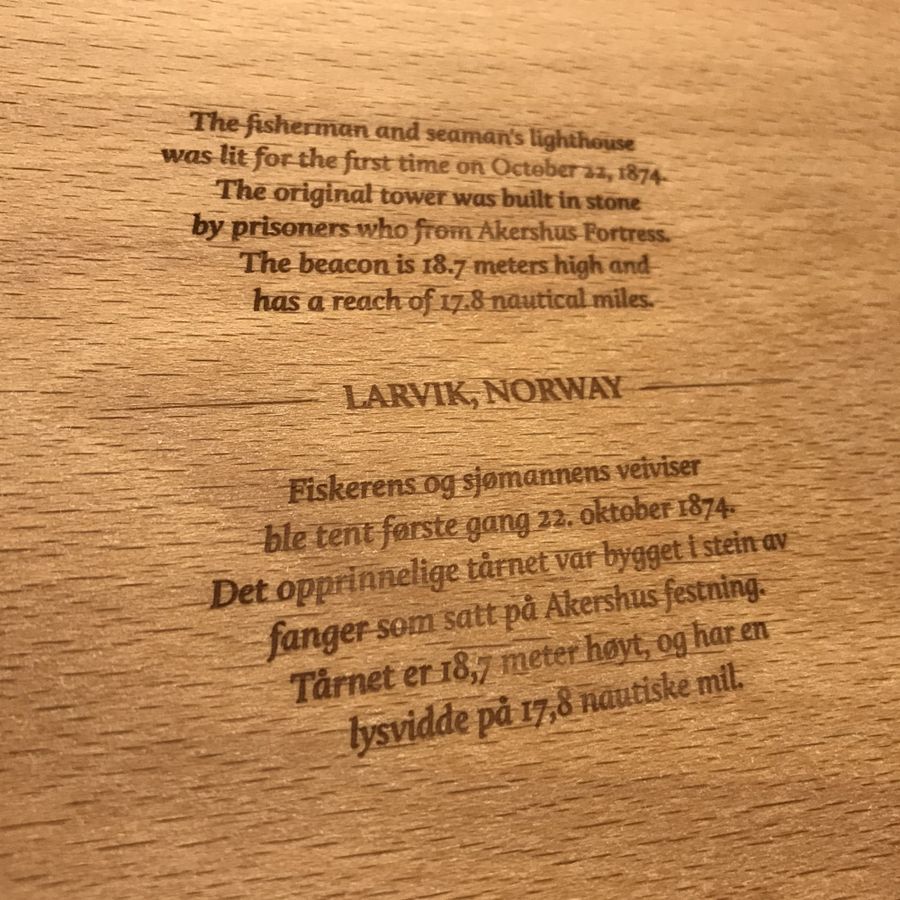 The fisherman and seaman's lighthouse
was lit for the first time on October 22, 1874.
The original tower was built in stone
by prisoners who from Akershus Fortress.
The beacon is 18.7 meters high and
has a reach of 17.8 nautical miles.
LARVIK, NORWAY
Fiskerens og sjømannens veiviser
ble tent første gang 22. oktober 1874.
Det opprinnelige tårnet var bygget i stein av
fanger som satt på Akershus festning.
Tårnet er 18,7 meter høyt, og har en
lysvidde på 17,8 nautiske mil.